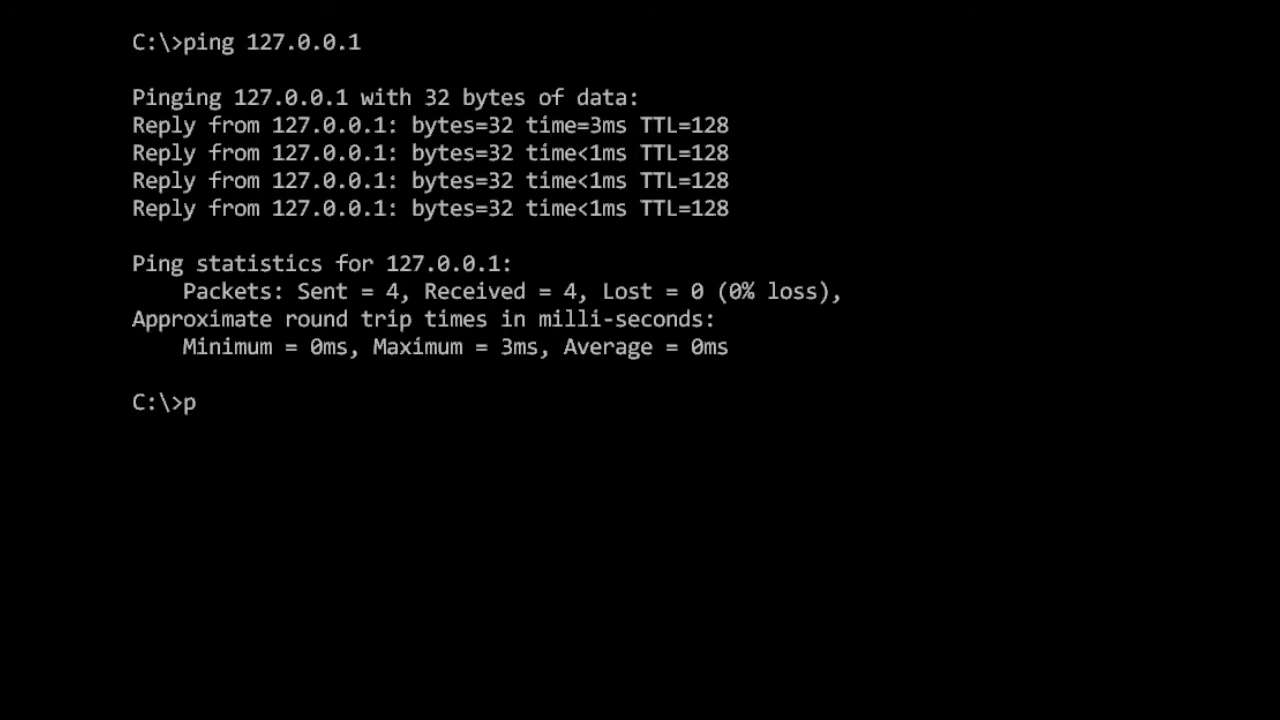 C:\>ping 127.0.0.1
Pinging 127.0.0.1 with 32 bytes of data:
Reply from 127.0.0.1: bytes=32 time=3ms TTL=128
Reply from 127.0.0.1: bytes=32 time<1ms TTL=128
Reply from 127.0.0.1: bytes=32 time<1ms TTL=128
Reply from 127.0.0.1: bytes=32 time<1ms TTL=128
Ping statistics for 127.0.0.1:
    Packets: Sent = 4, Received = 4, Lost = 0 (0% loss),
Approximate round trip times in milli-seconds:
    Minimum = 0ms, Maximum = 3ms, Average = 0ms
C:\>p